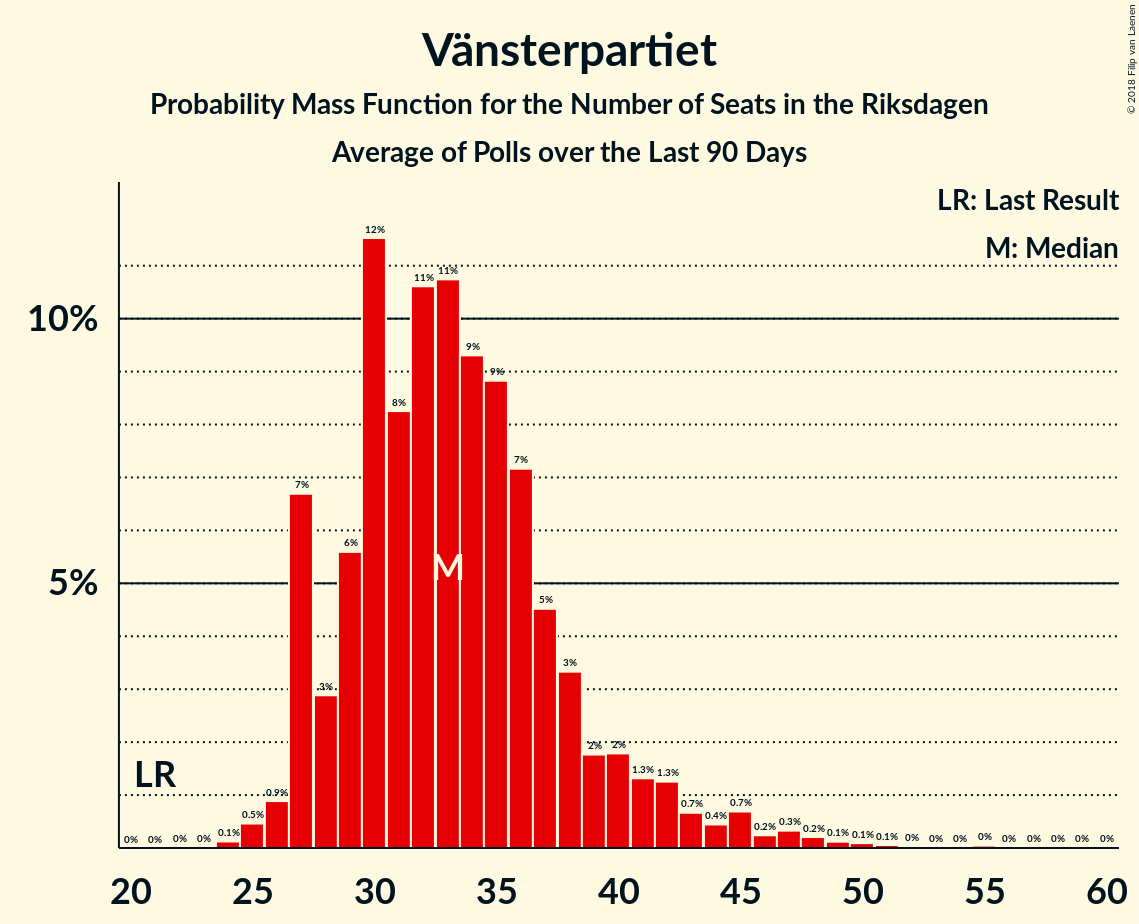 Vänsterpartiet
Probability Mass Function for the Number of Seats in the Riksdagen
Average of Polls over the Last 90 Days
© 2018 Filip van Laenen
LR: Last Result
M: Median
10%
5%
0% 0% 0% 0% 0.1% 0.5% 0.9% 7% 3% 6% 12% 8% 11% 11% 9% 9% 7% 5% 3% 2% 2% 1.3% 1.3% 0.7% 0.4% 0.7% 0.2% 0.3% 0.2% 0.1% 0.1% 0.1% 0% 0% 0% 0% 0% 0% 0% 0% 0%
M
LR
20 25 30 35 40 45 50 55 60